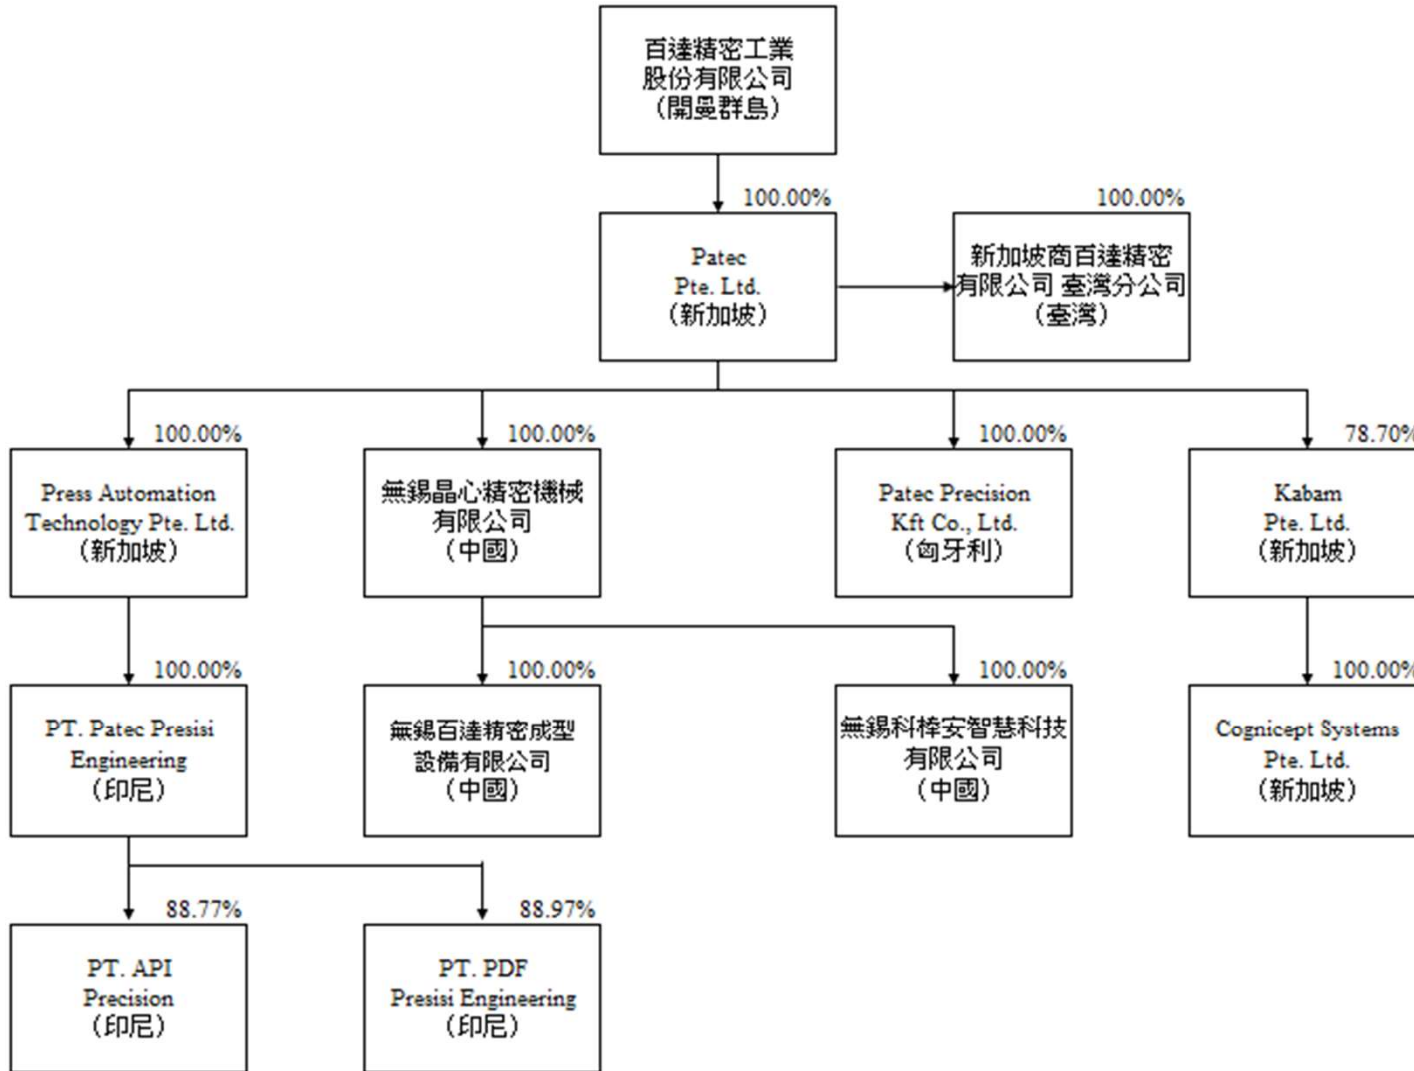 百達精密工業
股份有限公司
（開曼群島）
100.00%
100.00%
Patec
Pte. Ltd.
（新加坡）
新加坡商百達精密
有限公司 臺灣分公司
（臺灣）
100.00%
100.00%
100.00%
78.70%
Press Automation
Technology Pte. Ltd.
（新加坡）
無錫晶心精密機械
有限公司
（中國）
Patec Precision
Kft Co., Ltd.
（匈牙利）
Kabam
Pte. Ltd.
（新加坡）
100.00%
100.00%
100.00%
100.00%
PT. Patec Presisi
Engineering
（印尼）
無錫百達精密成型
設備有限公司
（中國）
無錫科椊安智慧科技
有限公司
（中國）
Cognicept Systems
Pte. Ltd.
（新加坡）
88.77%
88.97%
PT. API
Precision
（印尼）
PT. PDF
Presisi Engineering
（印尼）